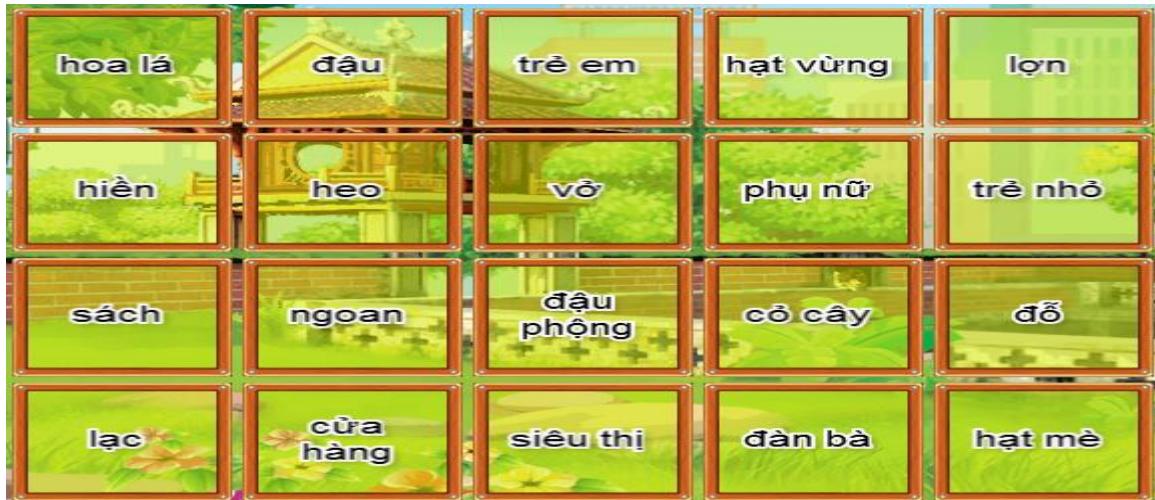 hoa lá
đậu
trẻ em
hạt vừng
lợn
hiền
heo
vở
phụ nữ
trẻ nhỏ
sách
ngoan
đậu
phộng
cỏ cây
đỗ
lạc
cửa
hàng
siêu thị
đàn bà
hạt mè